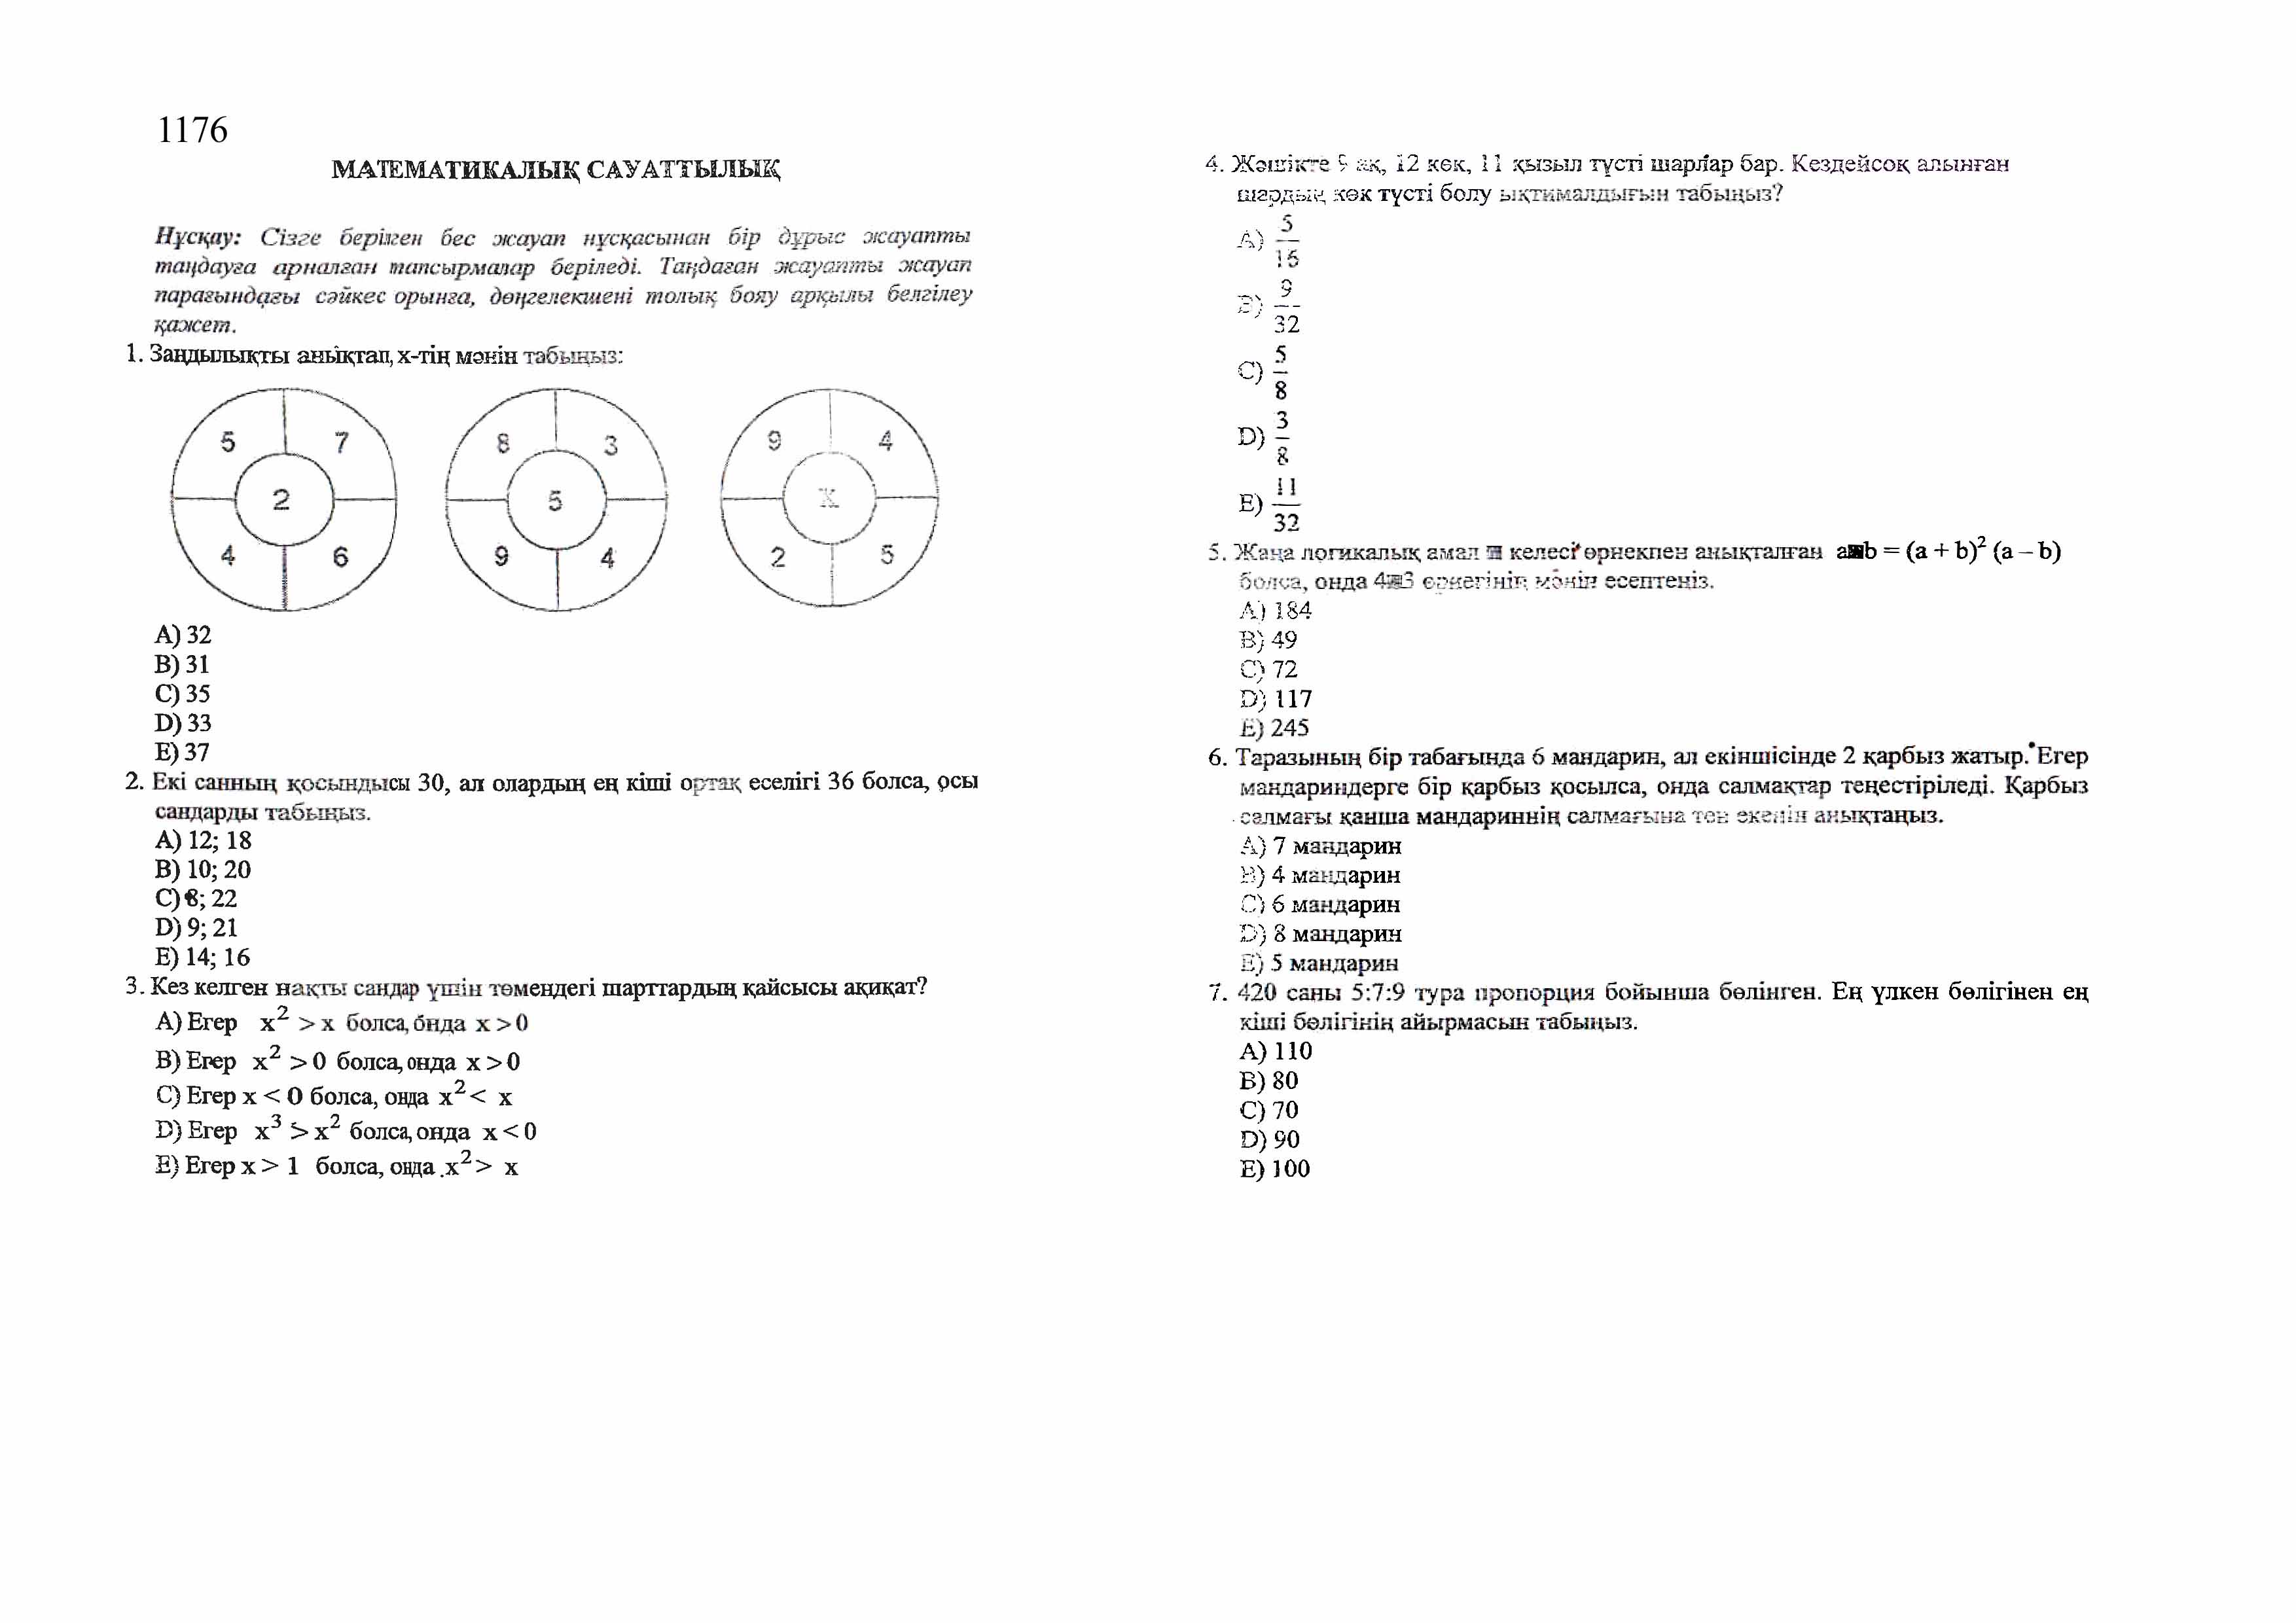 1176
МАТЕМАТИКАЛЫҚ САУАТТЫЛЫҚ
Нұсқау: Сізге берілген бес жауап нұсқасынан бір дұрыс жауапты
таңдауға арналған тапсырмалар беріледі. Таңдаған жауапты жауап
парағындағы сәйкес орынға, дөңгелекшені толық бояу арқылы белгілеу
қажет.
1. Заңдылықты анықтап, х-тің мәнін табыңыз:
5 7 2 4 6
8 3 5 9 4
9 4 X 2 5
A) 32
B) 31
C) 35
D) 33
E) 37
2. Екі санның қосындысы 30, ал олардың ең кіші ортақ еселігі 36 болса, осы
сандарды табыңыз.
A) 12; 18
B) 10; 20
C) 8; 22
D) 9; 21
E) 14; 16
3. Кез келген нақты сандар үшін төмендегі шарттардың қайсысы ақиқат?
A) Егер x² > x болса, онда x > 0
B) Егер x² > 0 болса, онда x > 0
C) Егер x < 0 болса, онда x² < x
D) Егер x³ > x² болса, онда x < 0
E) Егер x > 1 болса, онда x² > x
4. Жәшікте 9 ақ, 12 көк, 11 қызыл түсті шарлар бар. Кездейсоқ алынған
шардың көк түсті болу ықтималдығын табыңыз?
A) 5/16
B) 9/32
C) 5/8
D) 3/8
E) 11/32
5. Жаңа логикалық амал ■ келесі өрнекпен анықталған a■b = (a + b)² (a – b)
болса, онда 4■3 өрнегінің мәнін есептеңіз.
A) 184
B) 49
C) 72
D) 117
E) 245
6. Таразының бір табағында 6 мандарин, ал екіншісінде 2 қарбыз жатыр. Егер
мандариндерге бір қарбыз қосылса, онда салмақтар теңестіріледі. Қарбыз
салмағы қанша мандариннің салмағына тең екенін анықтаңыз.
A) 7 мандарин
B) 4 мандарин
C) 6 мандарин
D) 8 мандарин
E) 5 мандарин
7. 420 саны 5:7:9 тура пропорция бойынша бөлінген. Ең үлкен бөлігінен ең
кіші бөлігінің айырмасын табыңыз.
A) 110
B) 80
C) 70
D) 90
E) 100